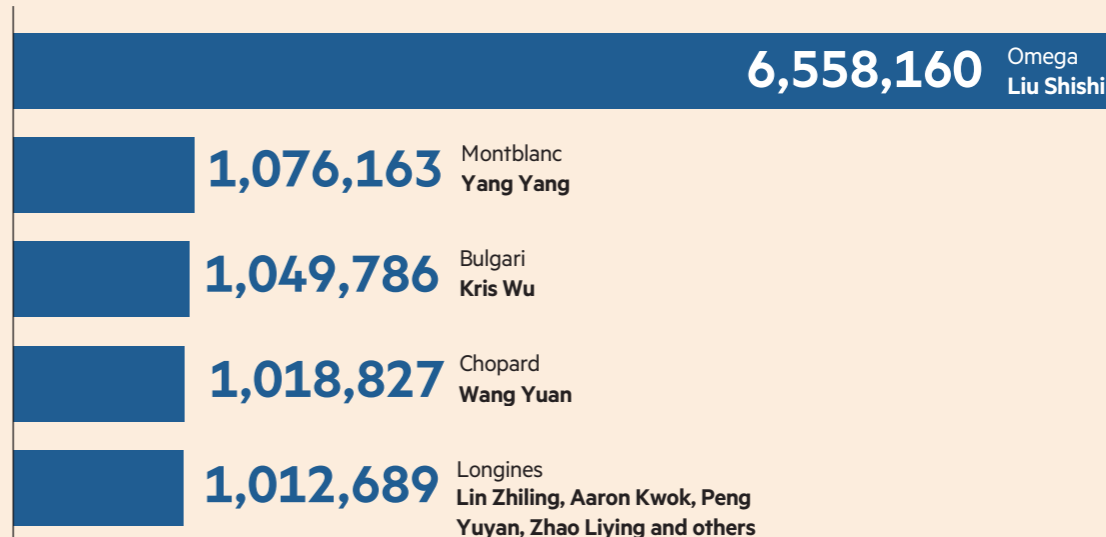 6,558,160
Omega
Liu Shishi
1,076,163
Montblanc
Yang Yang
1,049,786
Bulgari
Kris Wu
1,018,827
Chopard
Wang Yuan
1,012,689
Longines
Lin Zhiling, Aaron Kwok, Peng
Yuyan, Zhao Liying and others